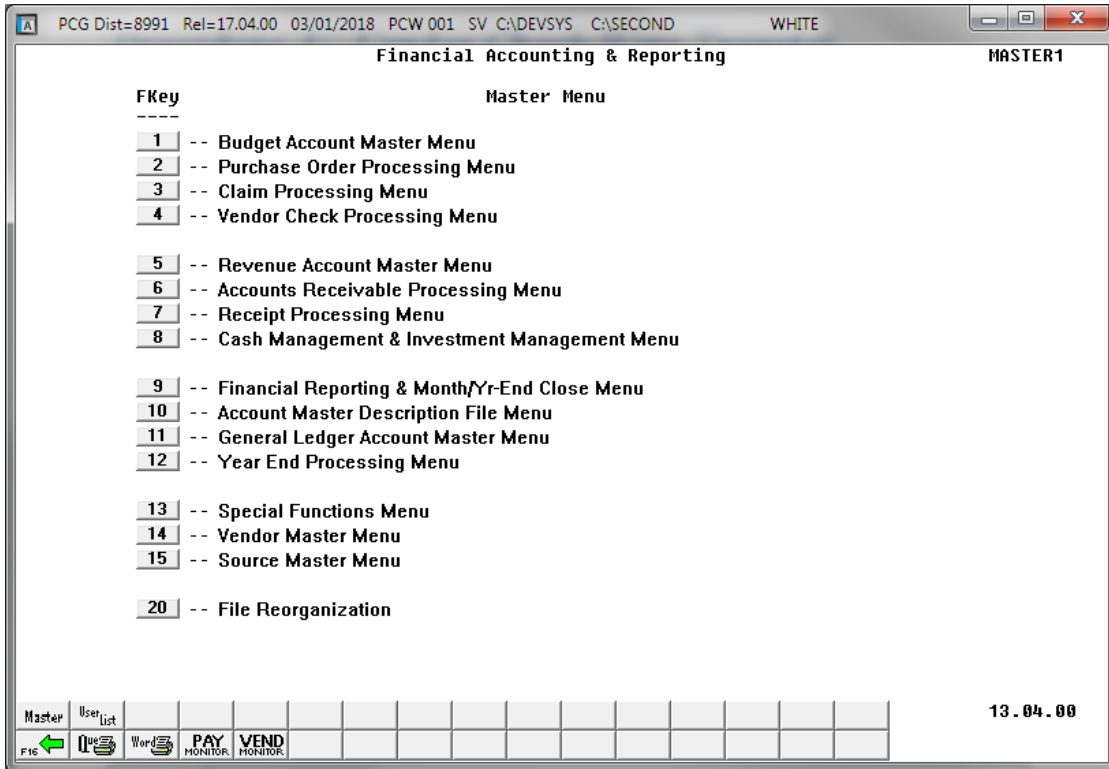 A PCG Dist=8991 Rel=17.04.00 03/01/2018 PCW 001 SV C:\DEVSYS C:\SECOND WHITE
Financial Accounting & Reporting MASTER1
FKey Master Menu
----
1 -- Budget Account Master Menu
2 -- Purchase Order Processing Menu
3 -- Claim Processing Menu
4 -- Vendor Check Processing Menu
5 -- Revenue Account Master Menu
6 -- Accounts Receivable Processing Menu
7 -- Receipt Processing Menu
8 -- Cash Management & Investment Management Menu
9 -- Financial Reporting & Month/Yr-End Close Menu
10 -- Account Master Description File Menu
11 -- General Ledger Account Master Menu
12 -- Year End Processing Menu
13 -- Special Functions Menu
14 -- Vendor Master Menu
15 -- Source Master Menu
20 -- File Reorganization
Master User List 13.04.00
F16 Que Word PAY MONITOR VEND MONITOR